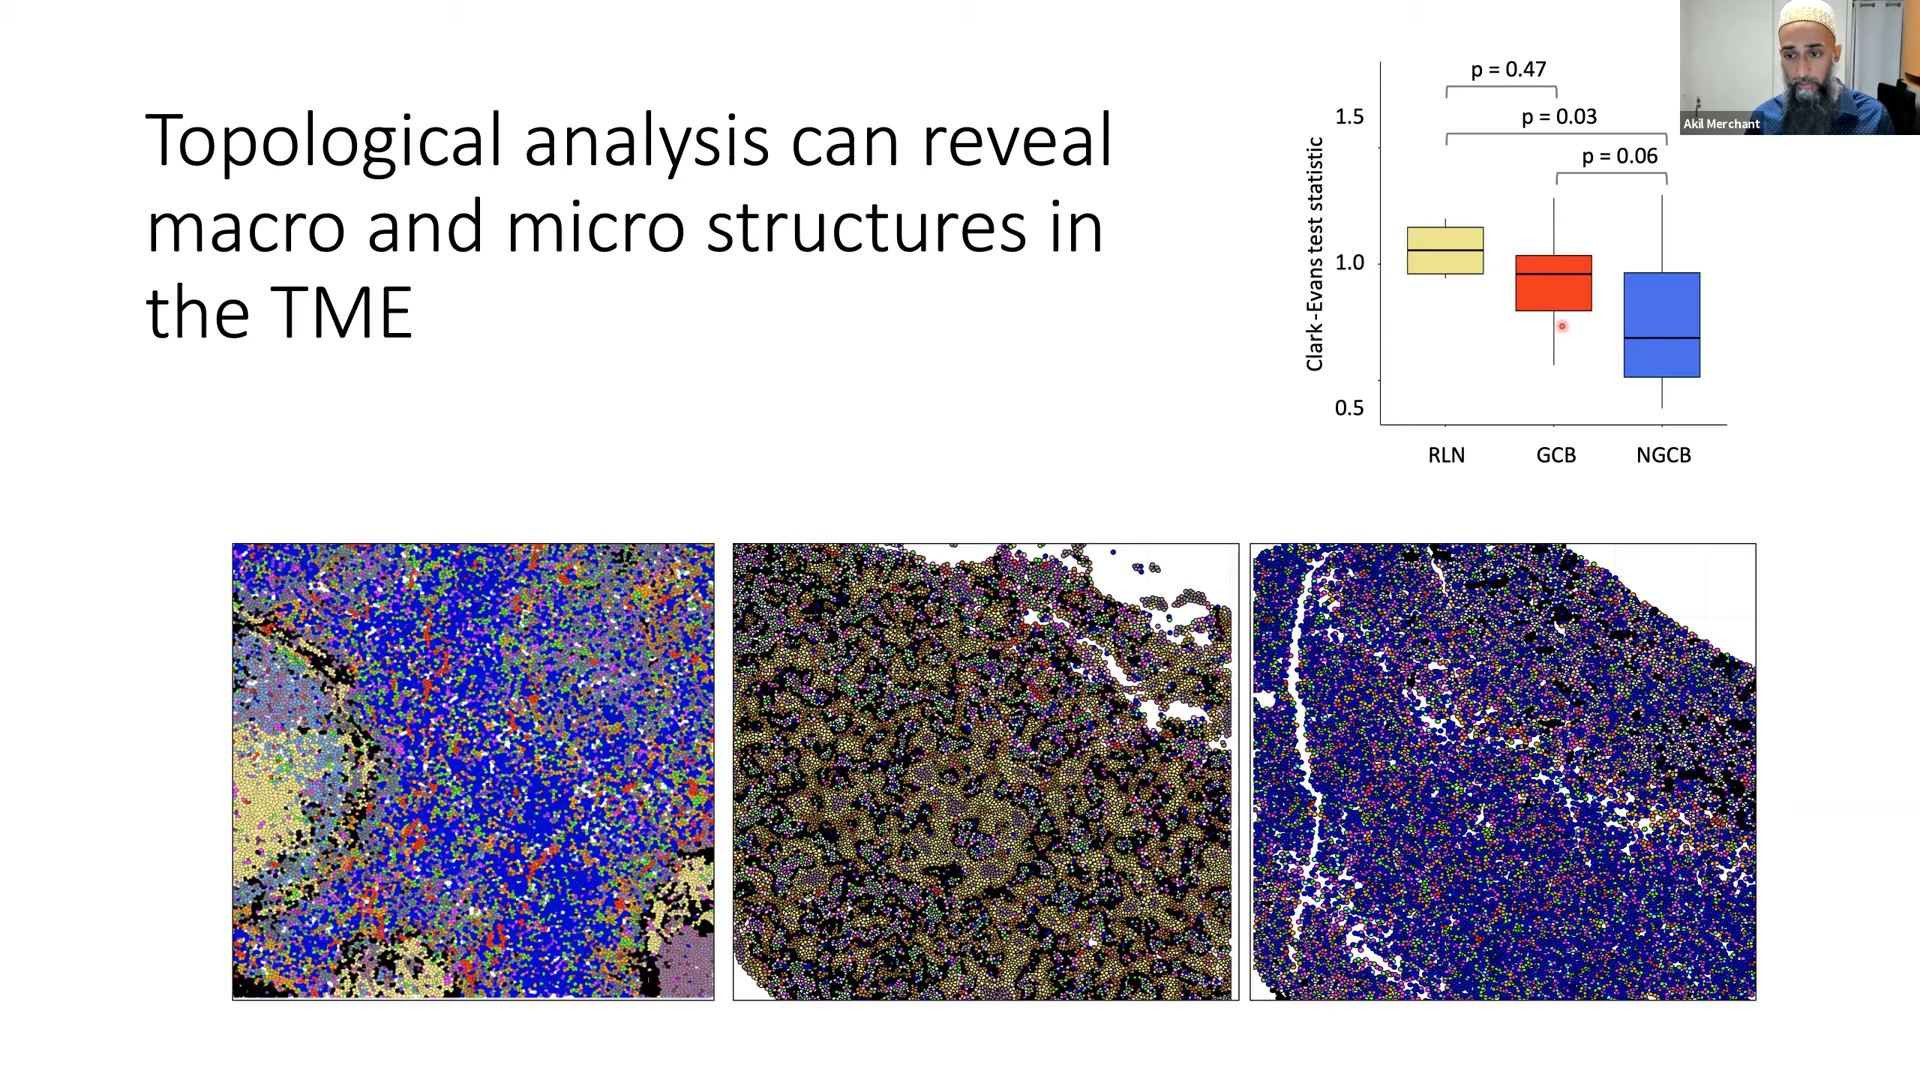 Topological analysis can reveal
macro and micro structures in
the TME
p = 0.47
p = 0.03
p = 0.06
Clark-Evans test statistic
1.5
1.0
0.5
RLN GCB NGCB
Akil Merchant